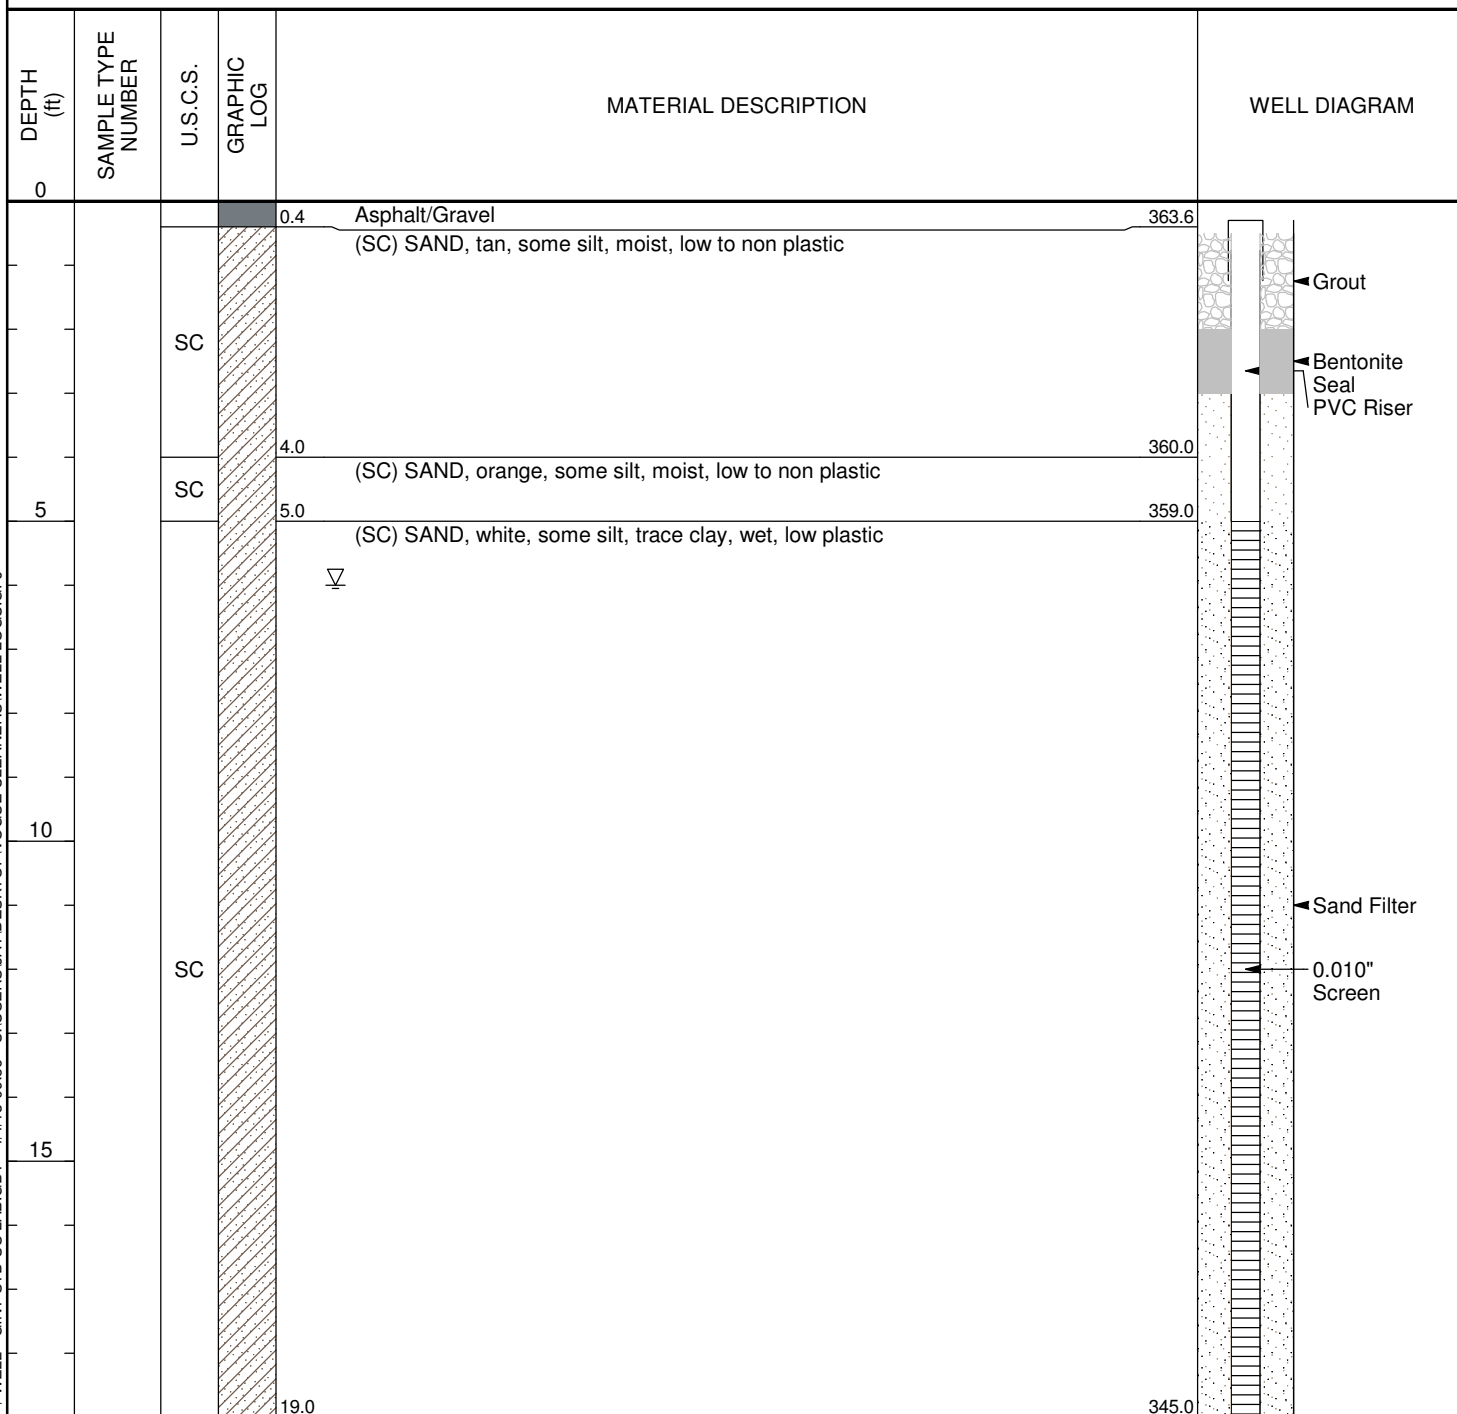 DEPTH
(ft)
SAMPLE TYPE
NUMBER
U.S.C.S.
GRAPHIC
LOG
MATERIAL DESCRIPTION
WELL DIAGRAM
0
0.4 Asphalt/Gravel 363.6
(SC) SAND, tan, some silt, moist, low to non plastic
Grout
SC
Bentonite
Seal
PVC Riser
4.0 360.0
(SC) SAND, orange, some silt, moist, low to non plastic
SC
5
5.0 359.0
(SC) SAND, white, some silt, trace clay, wet, low plastic
10
Sand Filter
SC
0.010"
Screen
15
19.0 345.0